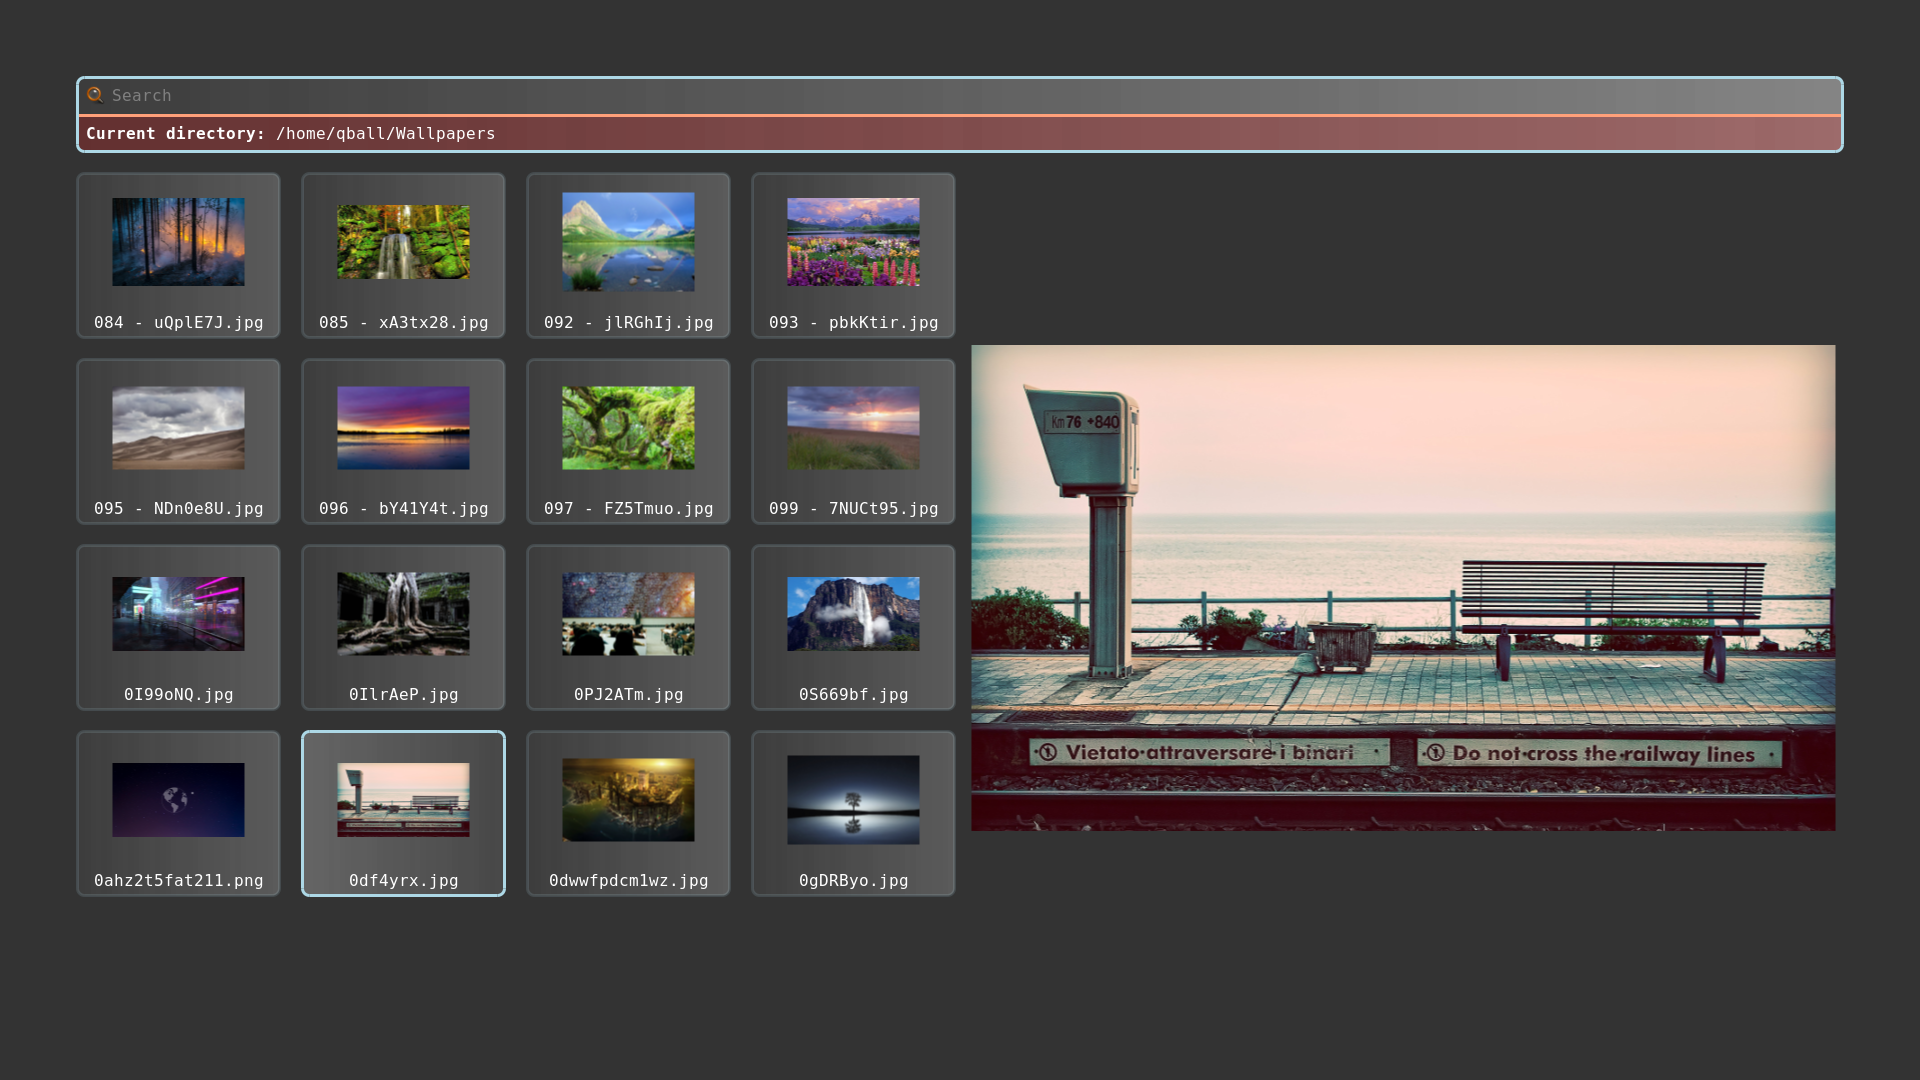 Search
Current directory: /home/qball/Wallpapers
084 - uQplE7J.jpg
085 - xA3tx28.jpg
092 - jlRGhIj.jpg
093 - pbkKtir.jpg
095 - NDn0e8U.jpg
096 - bY41Y4t.jpg
097 - FZ5Tmuo.jpg
099 - 7NUCt95.jpg
0I99oNQ.jpg
0IlrAeP.jpg
0PJ2ATm.jpg
0S669bf.jpg
0ahz2t5fat211.png
0df4yrx.jpg
0dwwfpdcm1wz.jpg
0gDRByo.jpg
Km 76 +840
Vietato attraversare i binari
Do not cross the railway lines